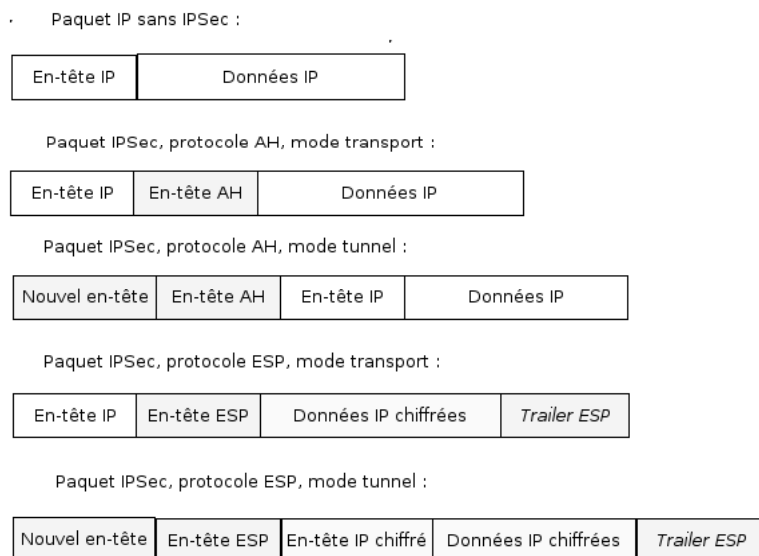 Paquet IP sans IPSec :
En-tête IP Données IP
Paquet IPSec, protocole AH, mode transport :
En-tête IP En-tête AH Données IP
Paquet IPSec, protocole AH, mode tunnel :
Nouvel en-tête En-tête AH En-tête IP Données IP
Paquet IPSec, protocole ESP, mode transport :
En-tête IP En-tête ESP Données IP chiffrées Trailer ESP
Paquet IPSec, protocole ESP, mode tunnel :
Nouvel en-tête En-tête ESP En-tête IP chiffré Données IP chiffrées Trailer ESP